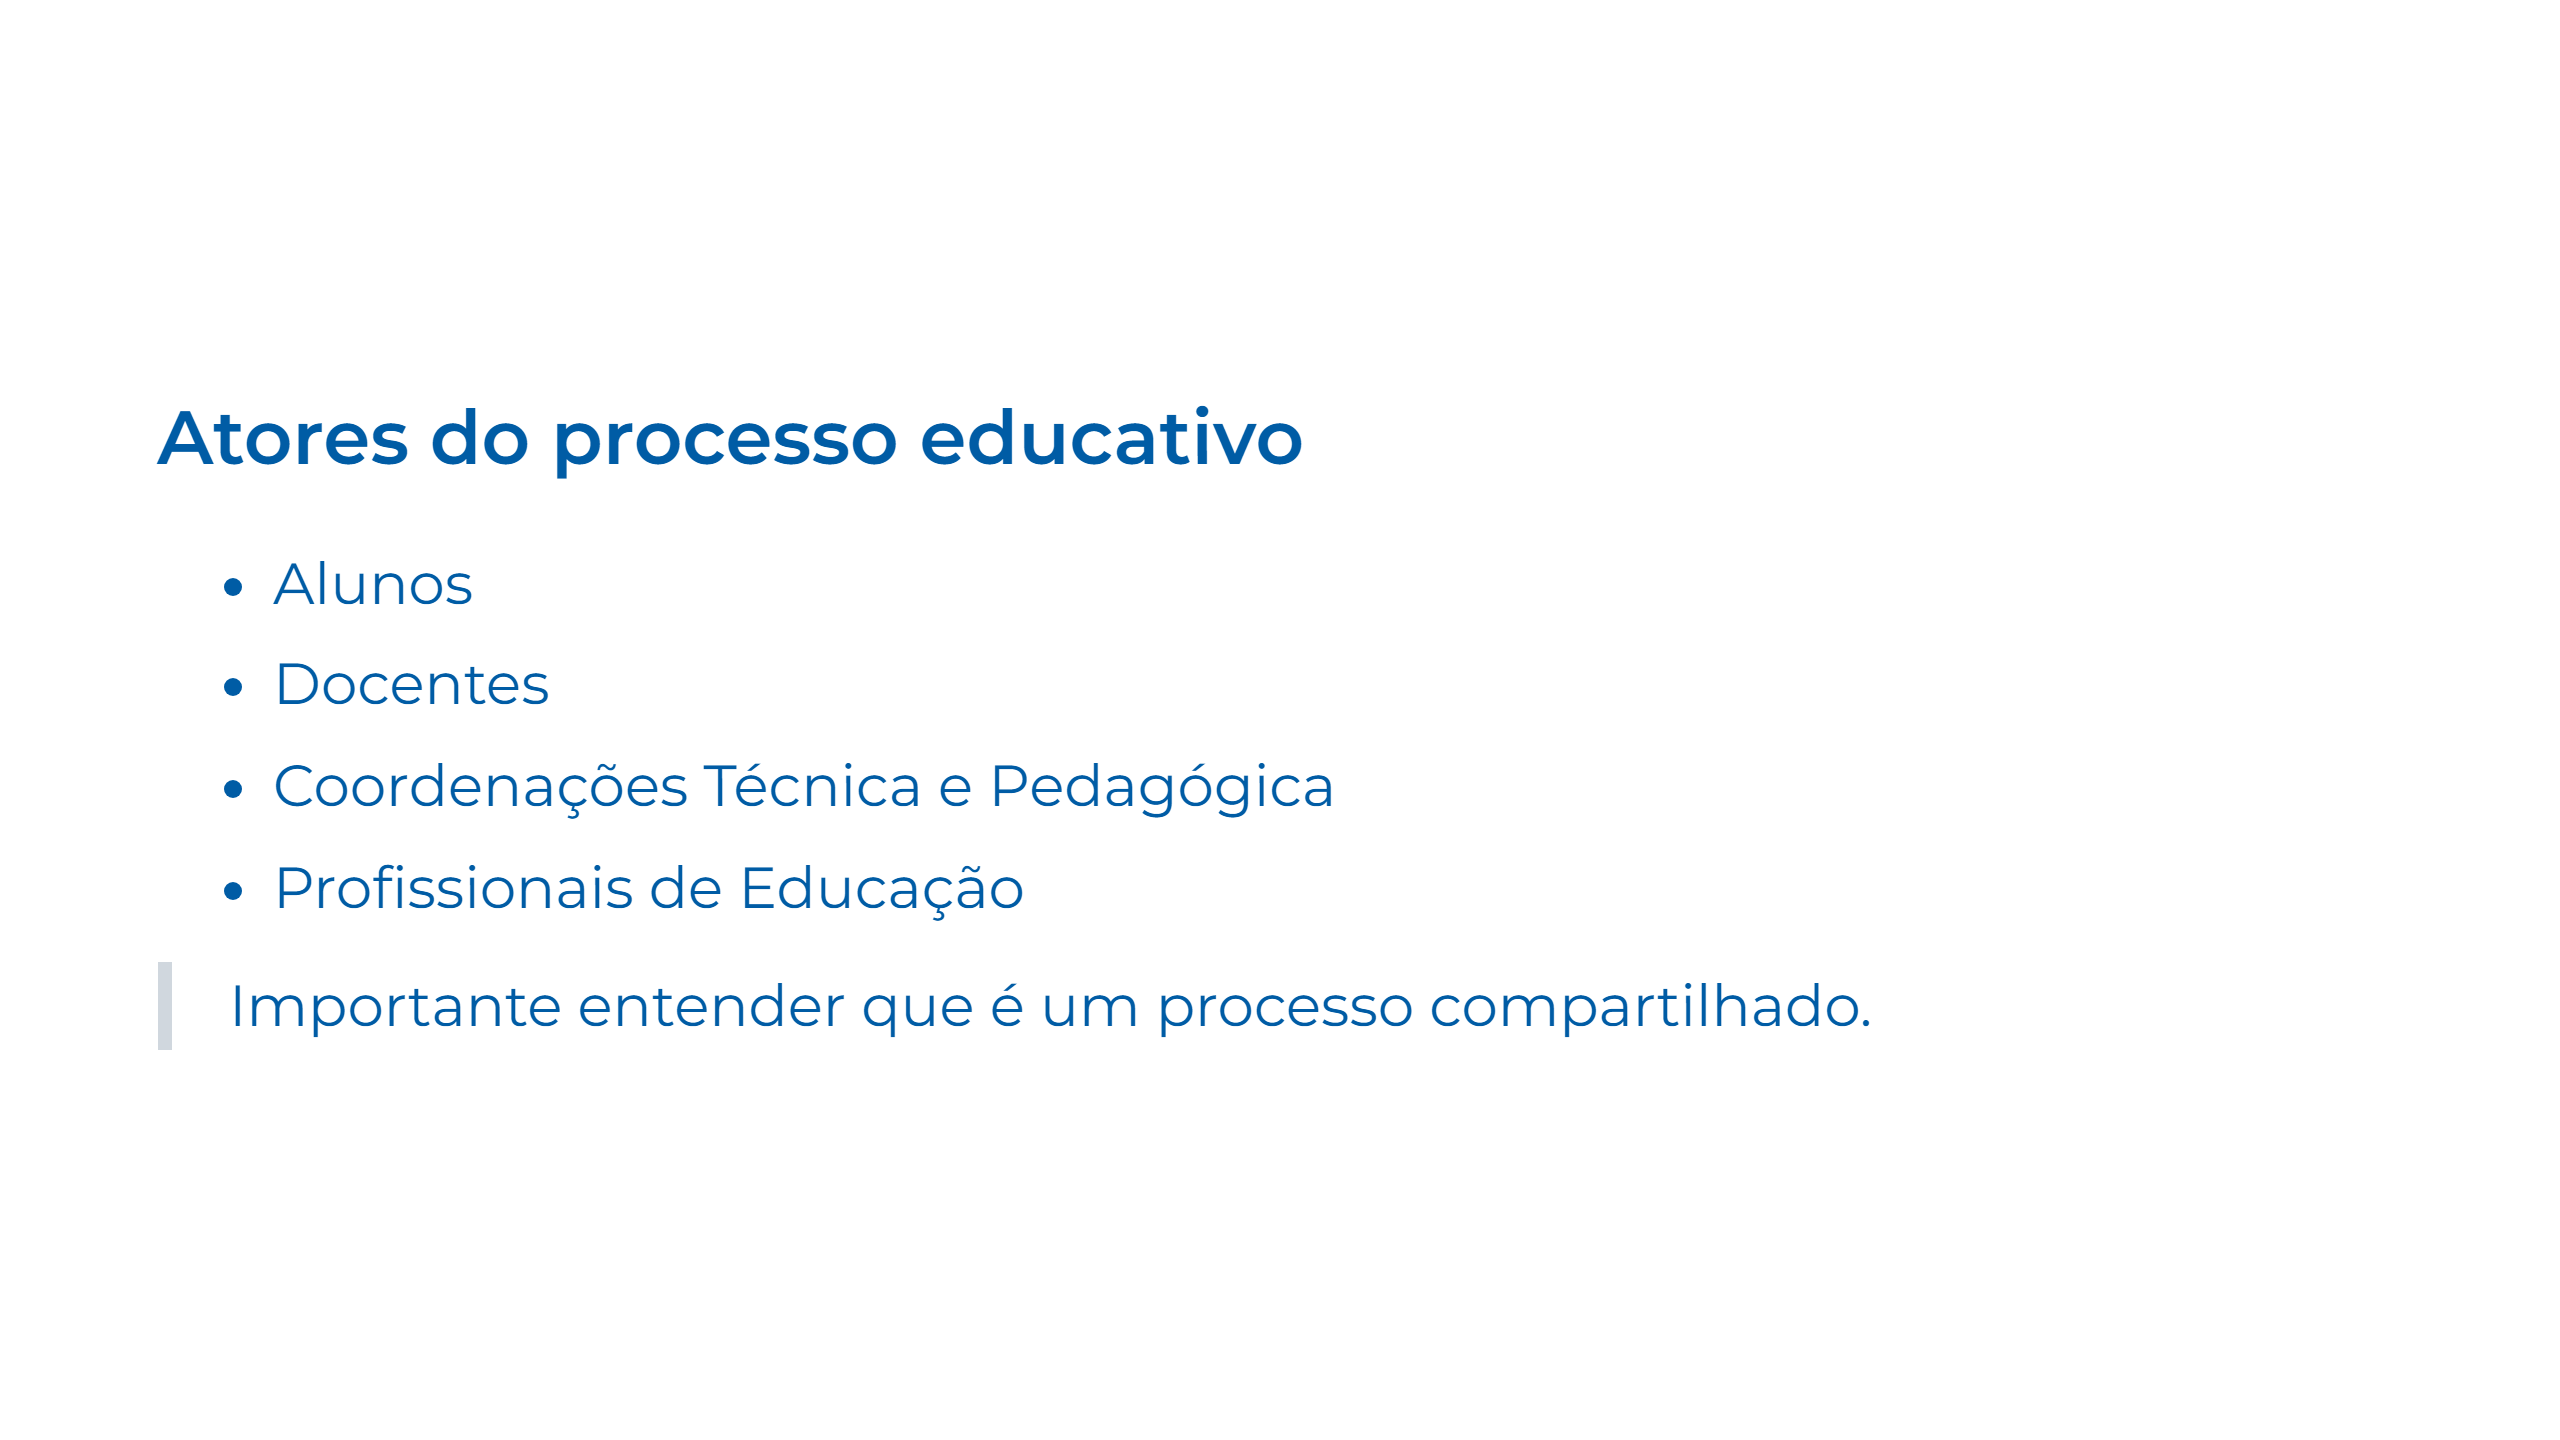 Atores do processo educativo
• Alunos
• Docentes
• Coordenações Técnica e Pedagógica
• Profissionais de Educação
Importante entender que é um processo compartilhado.